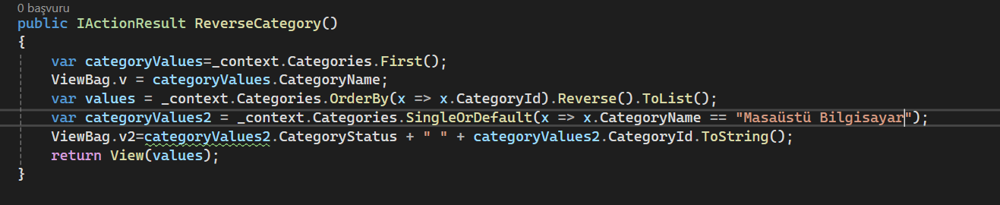 0 başvuru
public IActionResult ReverseCategory()
{
var categoryValues=_context.Categories.First();
ViewBag.v = categoryValues.CategoryName;
var values = _context.Categories.OrderBy(x => x.CategoryId).Reverse().ToList();
var categoryValues2 = _context.Categories.SingleOrDefault(x => x.CategoryName == "Masaüstü Bilgisayar");
ViewBag.v2=categoryValues2.CategoryStatus + " " + categoryValues2.CategoryId.ToString();
return View(values);
}